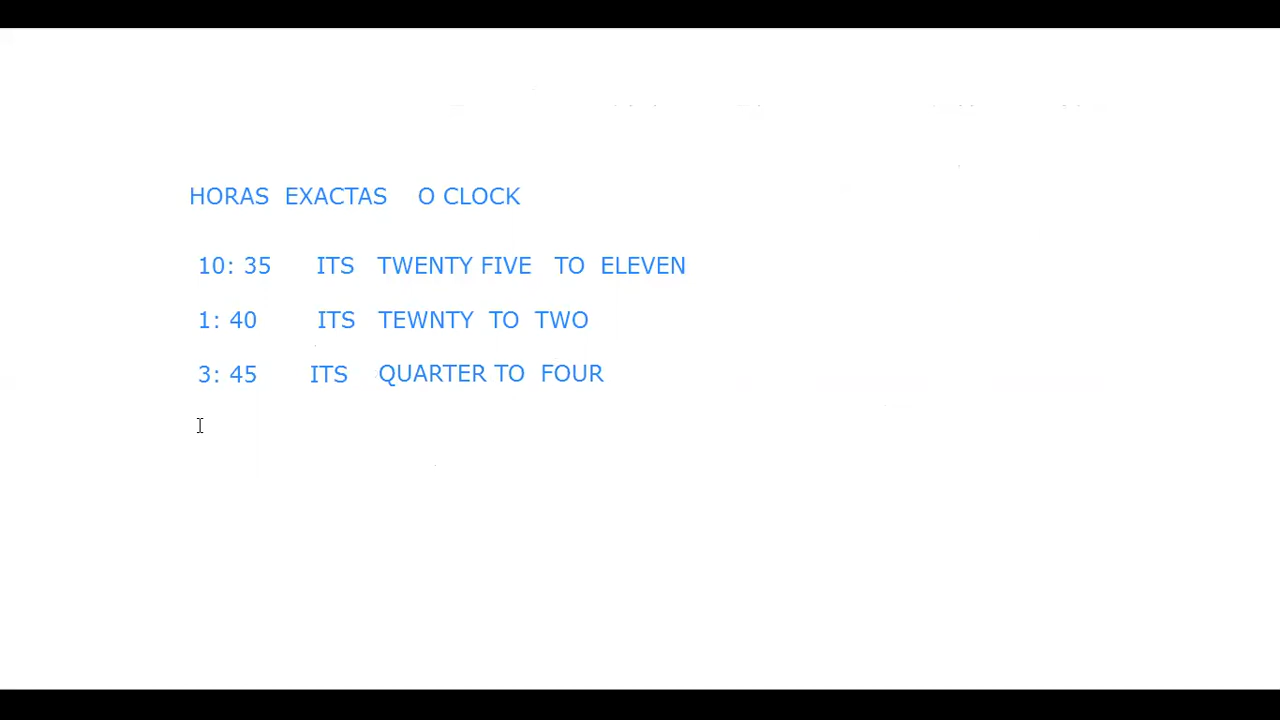 HORAS EXACTAS O CLOCK
10: 35 ITS TWENTY FIVE TO ELEVEN
1: 40 ITS TEWNTY TO TWO
3: 45 ITS QUARTER TO FOUR